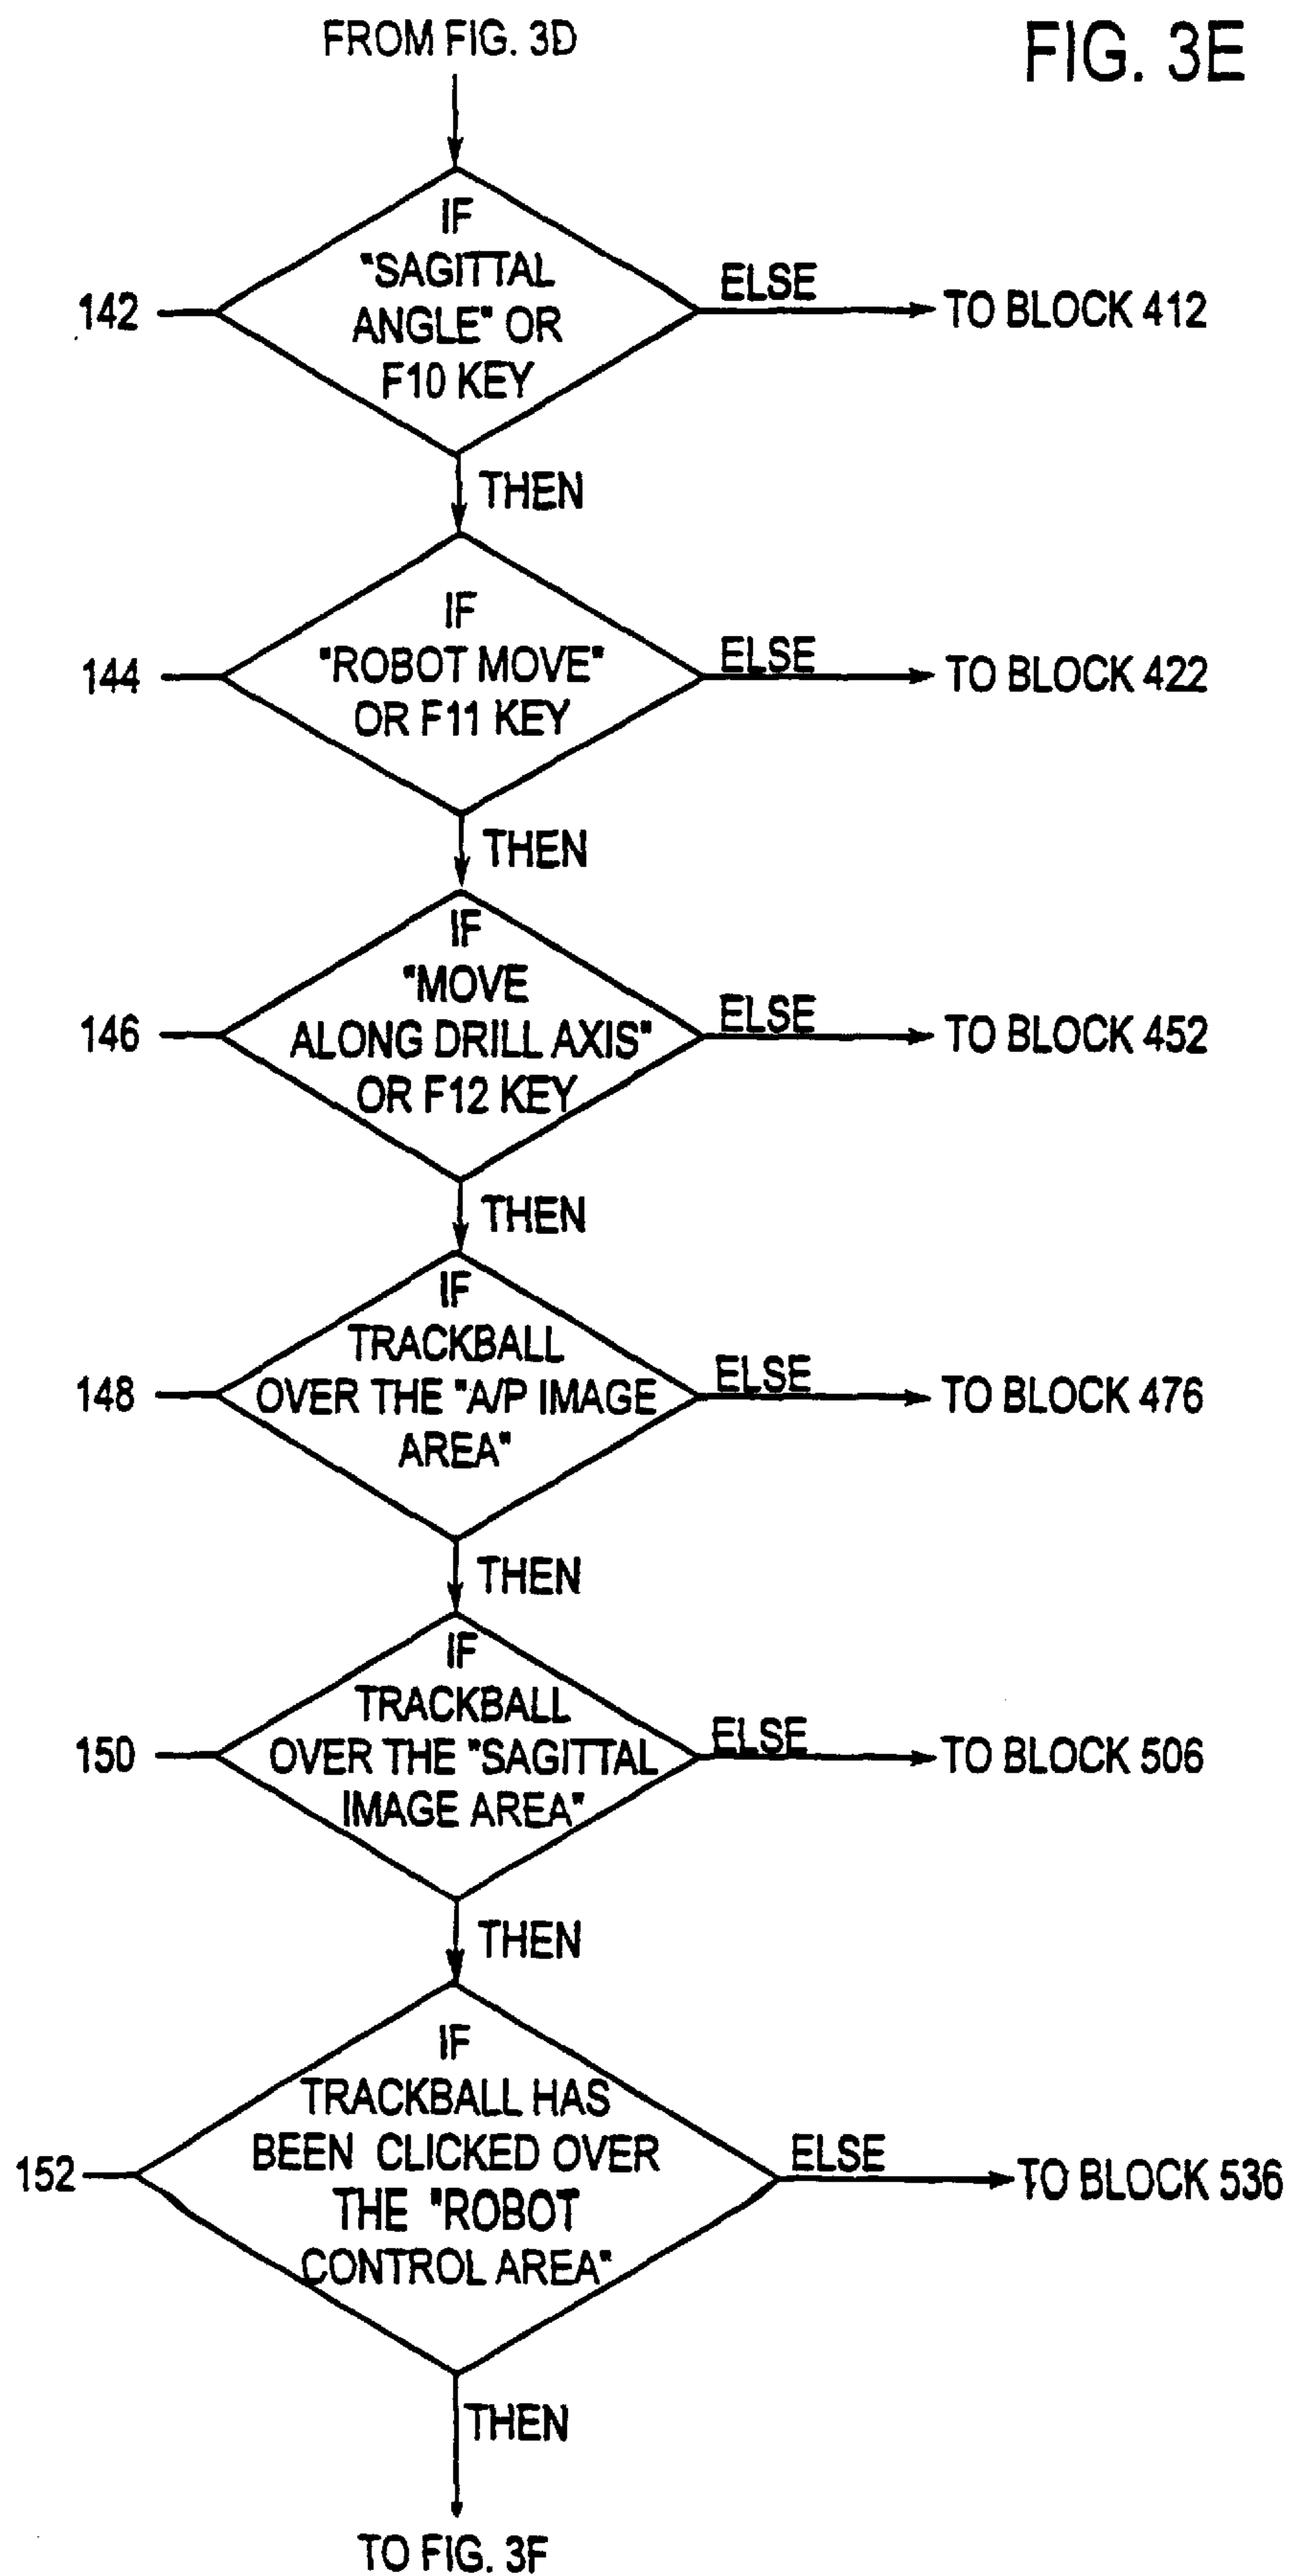 FROM FIG. 3D
FIG. 3E
142
IF
"SAGITTAL
ANGLE" OR
F10 KEY
ELSE
TO BLOCK 412
THEN
144
IF
"ROBOT MOVE"
OR F11 KEY
ELSE
TO BLOCK 422
THEN
146
IF
"MOVE
ALONG DRILL AXIS"
OR F12 KEY
ELSE
TO BLOCK 452
THEN
148
IF
TRACKBALL
OVER THE "A/P IMAGE
AREA"
ELSE
TO BLOCK 476
THEN
150
IF
TRACKBALL
OVER THE "SAGITTAL
IMAGE AREA"
ELSE
TO BLOCK 506
THEN
152
IF
TRACKBALL HAS
BEEN CLICKED OVER
THE "ROBOT
CONTROL AREA"
ELSE
TO BLOCK 536
THEN
TO FIG. 3F